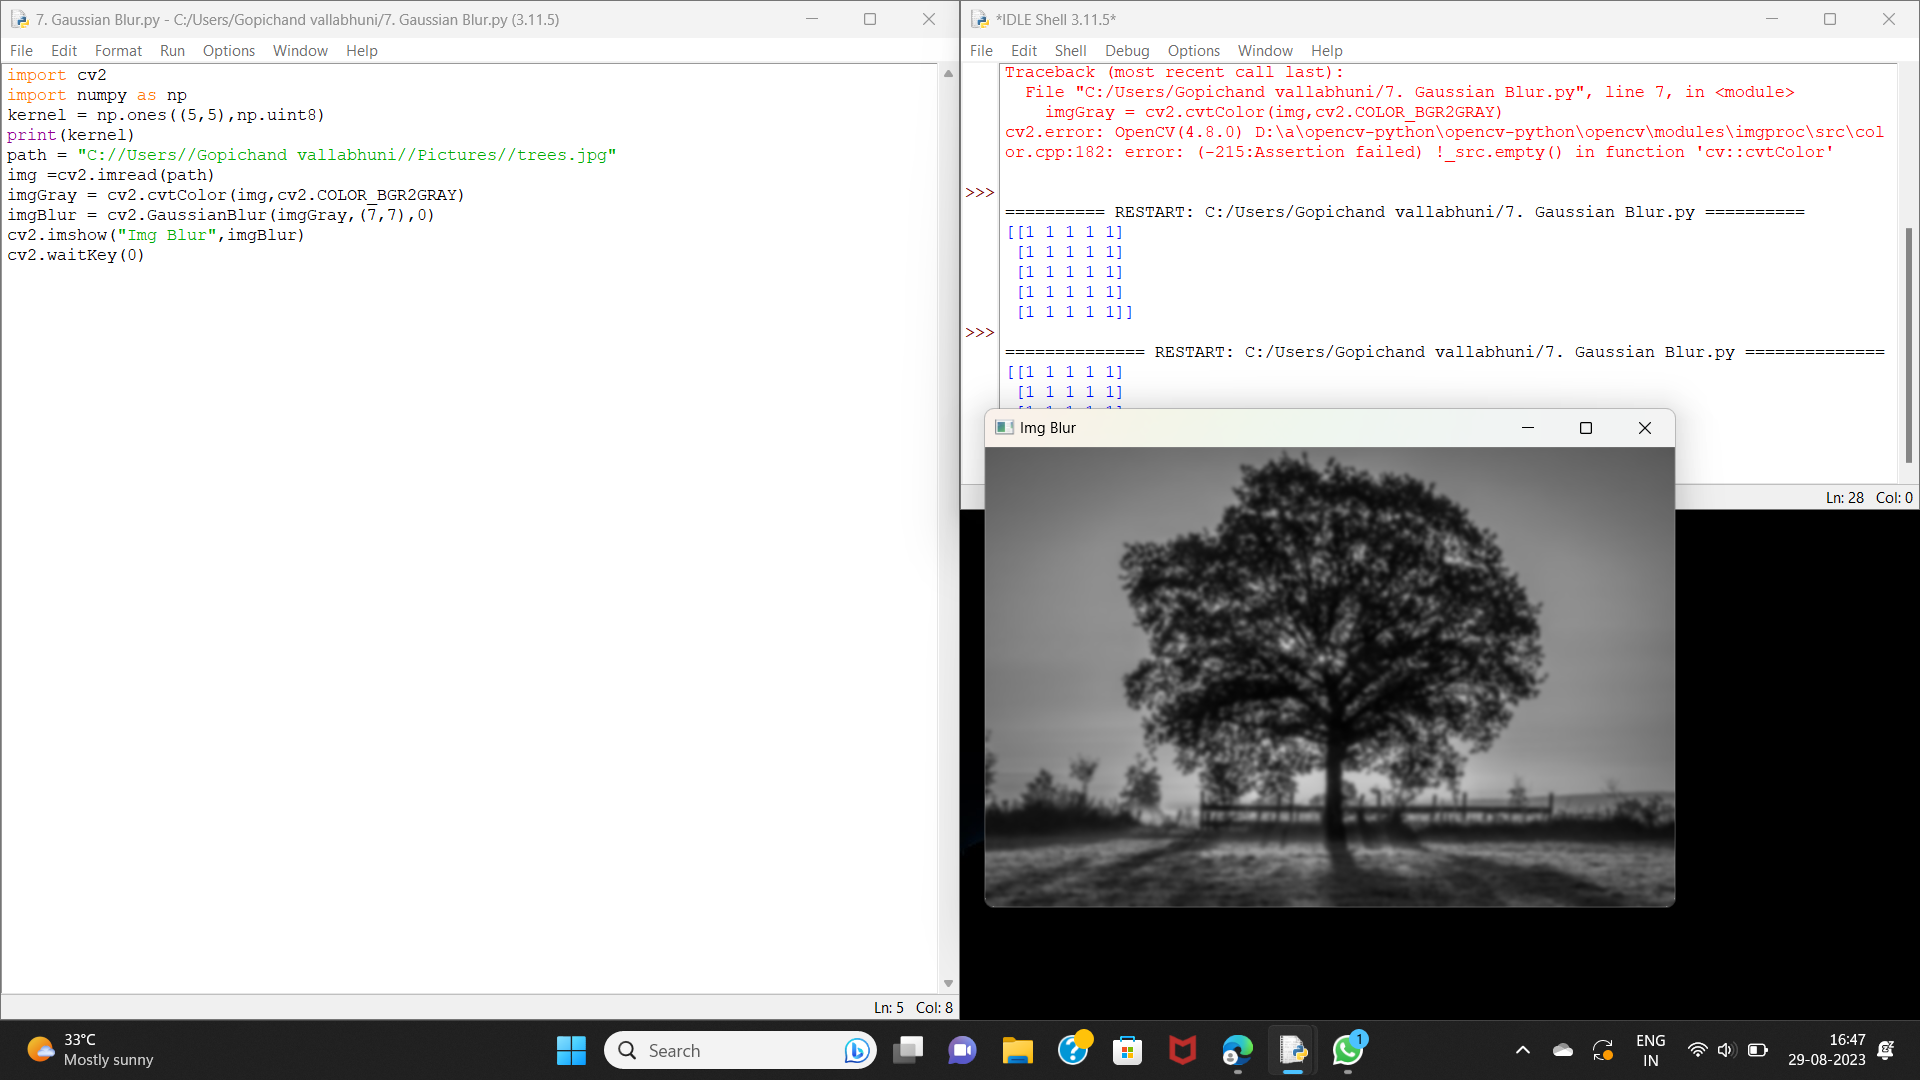 7. Gaussian Blur.py - C:/Users/Gopichand vallabhuni/7. Gaussian Blur.py (3.11.5)
File Edit Format Run Options Window Help
import cv2
import numpy as np
kernel = np.ones((5,5),np.uint8)
print(kernel)
path = "C://Users//Gopichand vallabhuni//Pictures//trees.jpg"
img =cv2.imread(path)
imgGray = cv2.cvtColor(img,cv2.COLOR_BGR2GRAY)
imgBlur = cv2.GaussianBlur(imgGray,(7,7),0)
cv2.imshow("Img Blur",imgBlur)
cv2.waitKey(0)
Ln: 5 Col: 8
*IDLE Shell 3.11.5*
File Edit Shell Debug Options Window Help
Traceback (most recent call last):
  File "C:/Users/Gopichand vallabhuni/7. Gaussian Blur.py", line 7, in <module>
    imgGray = cv2.cvtColor(img,cv2.COLOR_BGR2GRAY)
cv2.error: OpenCV(4.8.0) D:\a\opencv-python\opencv-python\opencv\modules\imgproc\src\col
or.cpp:182: error: (-215:Assertion failed) !_src.empty() in function 'cv::cvtColor'
>>>
========== RESTART: C:/Users/Gopichand vallabhuni/7. Gaussian Blur.py ==========
[[1 1 1 1 1]
 [1 1 1 1 1]
 [1 1 1 1 1]
 [1 1 1 1 1]
 [1 1 1 1 1]]
>>>
============== RESTART: C:/Users/Gopichand vallabhuni/7. Gaussian Blur.py ==============
[[1 1 1 1 1]
 [1 1 1 1 1]
Img Blur
Ln: 28 Col: 0
33°C
Mostly sunny
Search
1
ENG
IN
16:47
29-08-2023